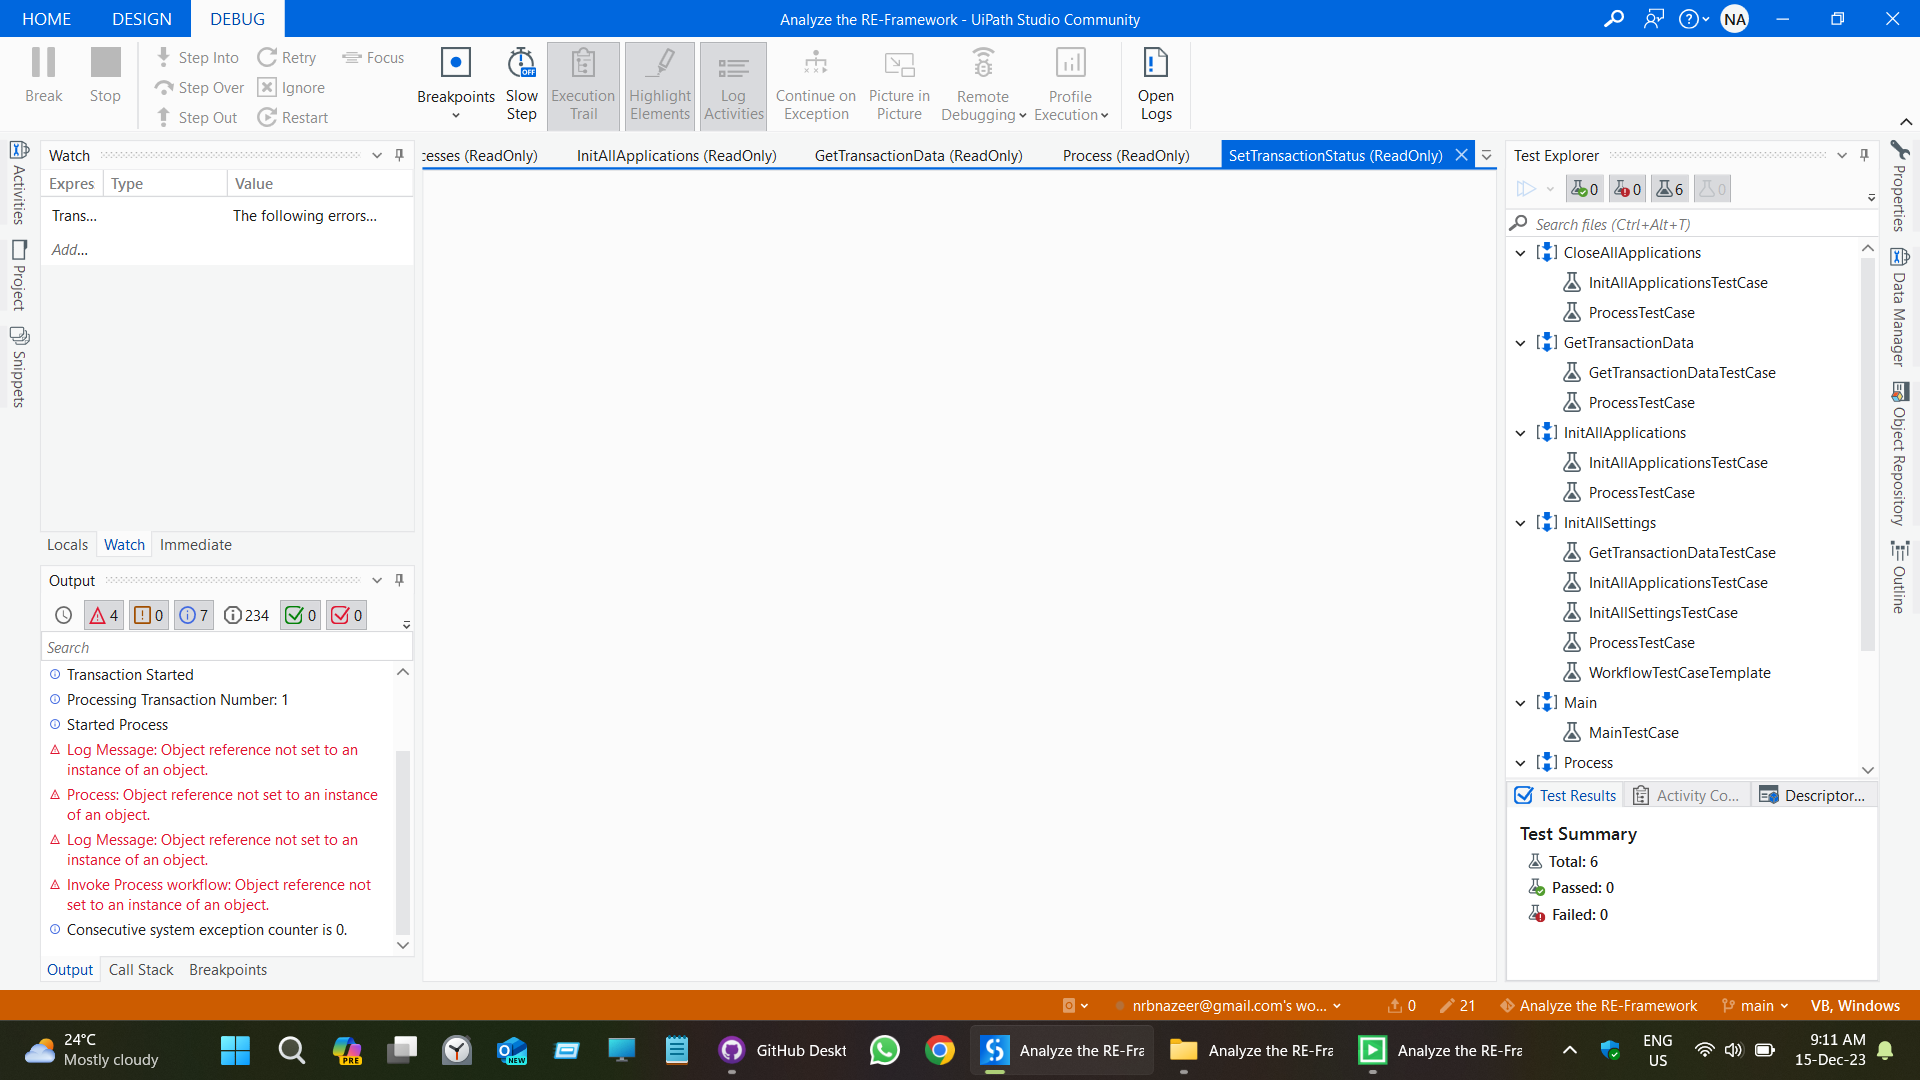 HOME
DESIGN
DEBUG
Analyze the RE-Framework - UiPath Studio Community
NA
Break
Stop
Step Into
Step Over
Step Out
Retry
Ignore
Restart
Focus
Breakpoints
Slow
Step
OFF
Execution
Trail
Highlight
Elements
Log
Activities
Continue on
Exception
Picture in
Picture
Remote
Debugging
Profile
Execution
Open
Logs
Activities
Project
Snippets
Watch
Expres
Type
Value
Trans...
The following errors...
Add...
Locals
Watch
Immediate
Output
4
0
7
234
0
0
Search
Transaction Started
Processing Transaction Number: 1
Started Process
Log Message: Object reference not set to an
instance of an object.
Process: Object reference not set to an instance
of an object.
Log Message: Object reference not set to an
instance of an object.
Invoke Process workflow: Object reference not
set to an instance of an object.
Consecutive system exception counter is 0.
Output
Call Stack
Breakpoints
cesses (ReadOnly)
InitAllApplications (ReadOnly)
GetTransactionData (ReadOnly)
Process (ReadOnly)
SetTransactionStatus (ReadOnly)
Test Explorer
0
0
6
0
Search files (Ctrl+Alt+T)
CloseAllApplications
InitAllApplicationsTestCase
ProcessTestCase
GetTransactionData
GetTransactionDataTestCase
ProcessTestCase
InitAllApplications
InitAllApplicationsTestCase
ProcessTestCase
InitAllSettings
GetTransactionDataTestCase
InitAllApplicationsTestCase
InitAllSettingsTestCase
ProcessTestCase
WorkflowTestCaseTemplate
Main
MainTestCase
Process
Test Results
Activity Co...
Descriptor...
Test Summary
Total: 6
Passed: 0
Failed: 0
Properties
Data Manager
Object Repository
Outline
nrbnazeer@gmail.com's wo...
0
21
Analyze the RE-Framework
main
VB, Windows
24°C
Mostly cloudy
PRE
NEW
GitHub Deskt
Analyze the RE-Fra
Analyze the RE-Fra
Analyze the RE-Fra
ENG
US
9:11 AM
15-Dec-23